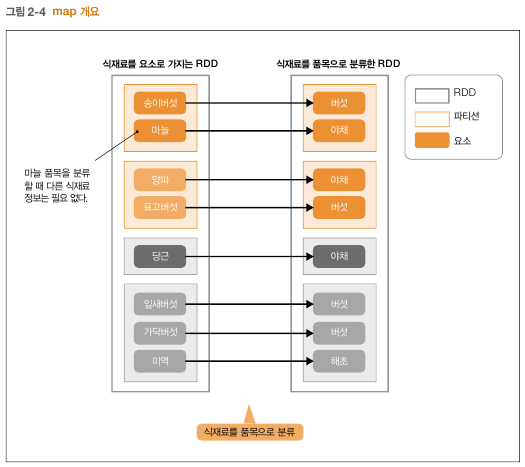 그림 2-4 map 개요
식재료를 요소로 가지는 RDD
식재료를 품목으로 분류한 RDD
송이버섯
버섯
마늘
야채
양파
야채
표고버섯
버섯
당근
야채
잎새버섯
버섯
가닥버섯
버섯
미역
해초
마늘 품목을 분류
할 때 다른 식재료
정보는 필요 없다.
RDD
파티션
요소
식재료를 품목으로 분류